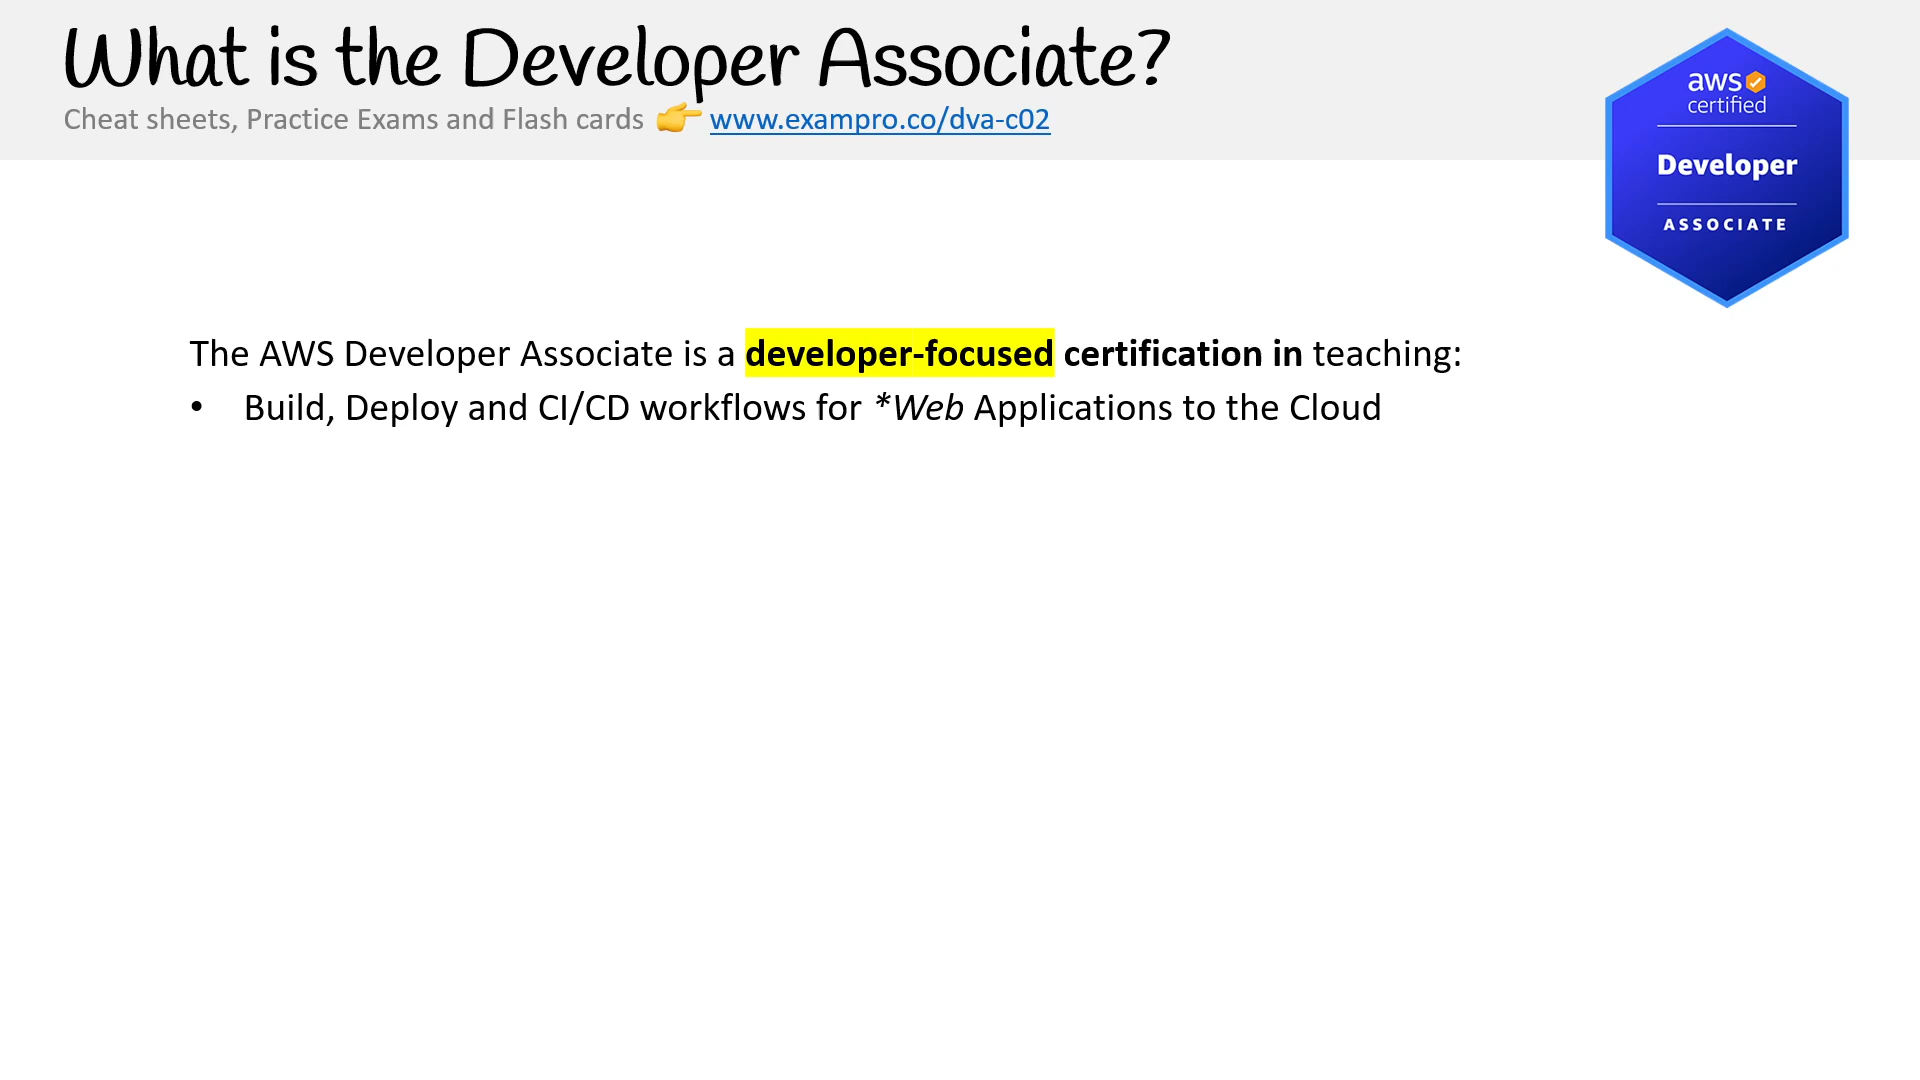 What is the Developer Associate?
Cheat sheets, Practice Exams and Flash cards 👉 www.exampro.co/dva-c02
aws
certified
Developer
ASSOCIATE
The AWS Developer Associate is a developer-focused certification in teaching:
• Build, Deploy and CI/CD workflows for *Web Applications to the Cloud